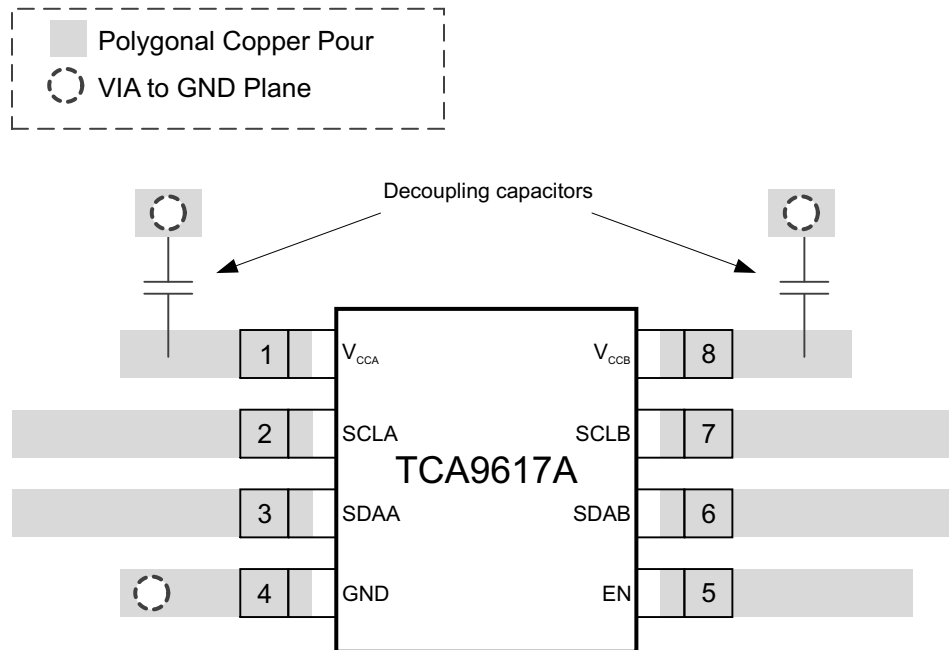 Polygonal Copper Pour
VIA to GND Plane
Decoupling capacitors
1
VCCA
VCCB
8
2
SCLA
SCLB
7
TCA9617A
3
SDAA
SDAB
6
4
GND
EN
5